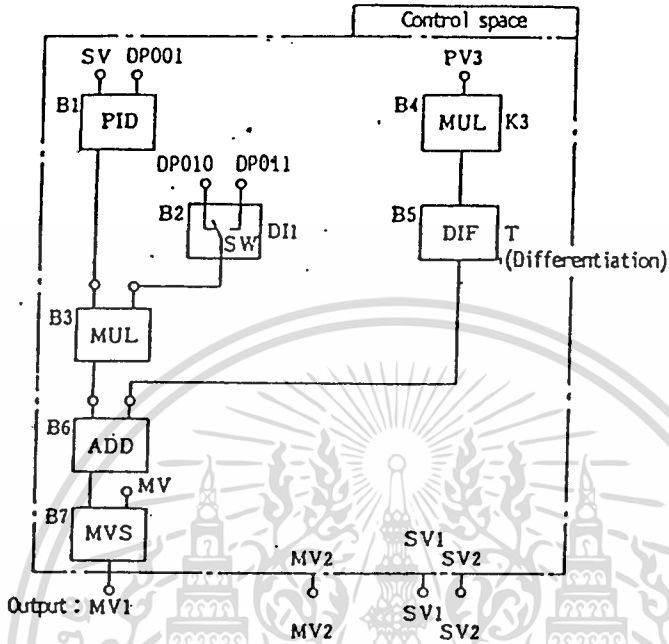 Control space
SV DP001
PV3
B1 PID
B4 MUL K3
DP010 DP011
B2 SW DI1
B5 DIF T
(Differentiation)
B3 MUL
B6 ADD
MV
B7 MVS
MV2
SV1
SV2
Output : MV1
MV2
SV1
SV2